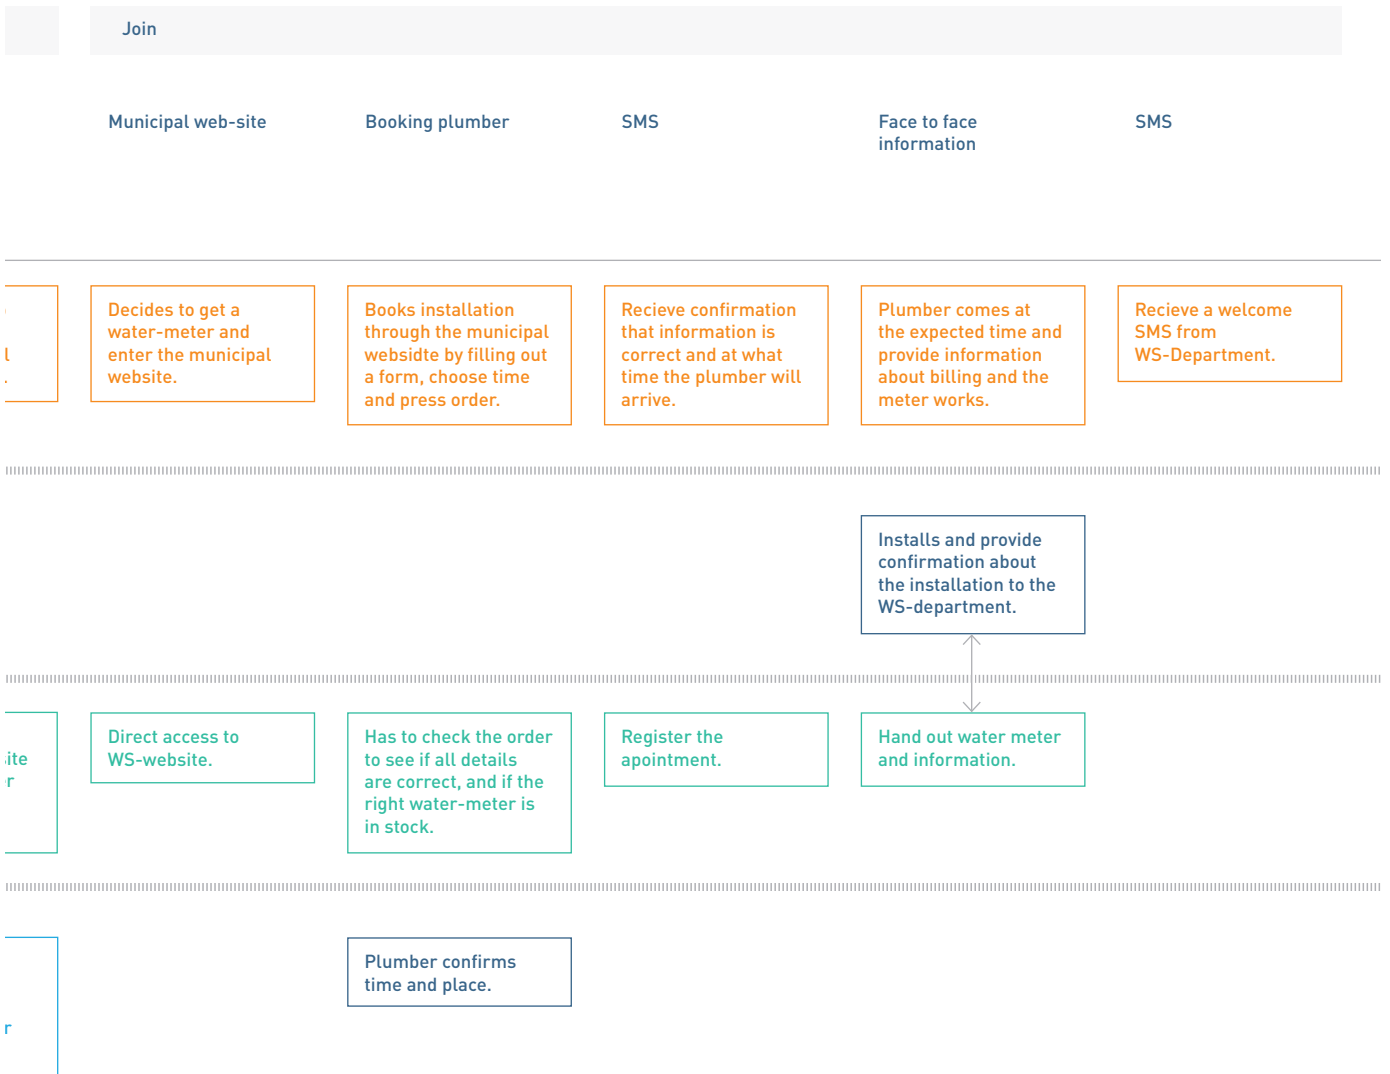 Join
Municipal web-site
Booking plumber
SMS
Face to face
information
SMS
Decides to get a
water-meter and
enter the municipal
website.
Books installation
through the municipal
websidte by filling out
a form, choose time
and press order.
Recieve confirmation
that information is
correct and at what
time the plumber will
arrive.
Plumber comes at
the expected time and
provide information
about billing and the
meter works.
Recieve a welcome
SMS from
WS-Department.
Installs and provide
confirmation about
the installation to the
WS-department.
Direct access to
WS-website.
Has to check the order
to see if all details
are correct, and if the
right water-meter is
in stock.
Register the
apointment.
Hand out water meter
and information.
Plumber confirms
time and place.